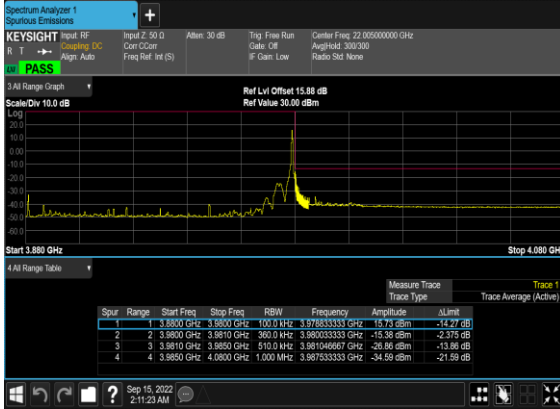 Spectrum Analyzer 1
Spurious Emissions
+
KEYSIGHT Input: RF Input Z: 50 Ω Atten: 30 dB Trig: Free Run Center Freq: 22.005000000 GHz
R T Coupling: DC Corr CCorr Gate: Off Avg|Hold: 300/300
Align: Auto Freq Ref: Int (S) IF Gain: Low Radio Std: None
PASS
3 All Range Graph
Ref Lvl Offset 15.88 dB
Scale/Div 10.0 dB Ref Value 30.00 dBm
Log
20.0
10.0
0.00
-10.0
-20.0
-30.0
-40.0
-50.0
-60.0
Start 3.880 GHz Stop 4.080 GH
4 All Range Table
Measure Trace Trace 1
Trace Type Trace Average (Active)
Spur Range Start Freq Stop Freq RBW Frequency Amplitude ΔLimit
1 1 3.8800 GHz 3.9800 GHz 100.0 kHz 3.978833333 GHz 15.73 dBm -14.27 dB
2 2 3.9800 GHz 3.9810 GHz 360.0 kHz 3.980033333 GHz -15.38 dBm -2.375 dB
3 3 3.9810 GHz 3.9850 GHz 510.0 kHz 3.981046667 GHz -26.86 dBm -13.86 dB
4 4 3.9850 GHz 4.0800 GHz 1.000 MHz 3.987533333 GHz -34.59 dBm -21.59 dB
? Sep 15, 2022
2:11:23 AM